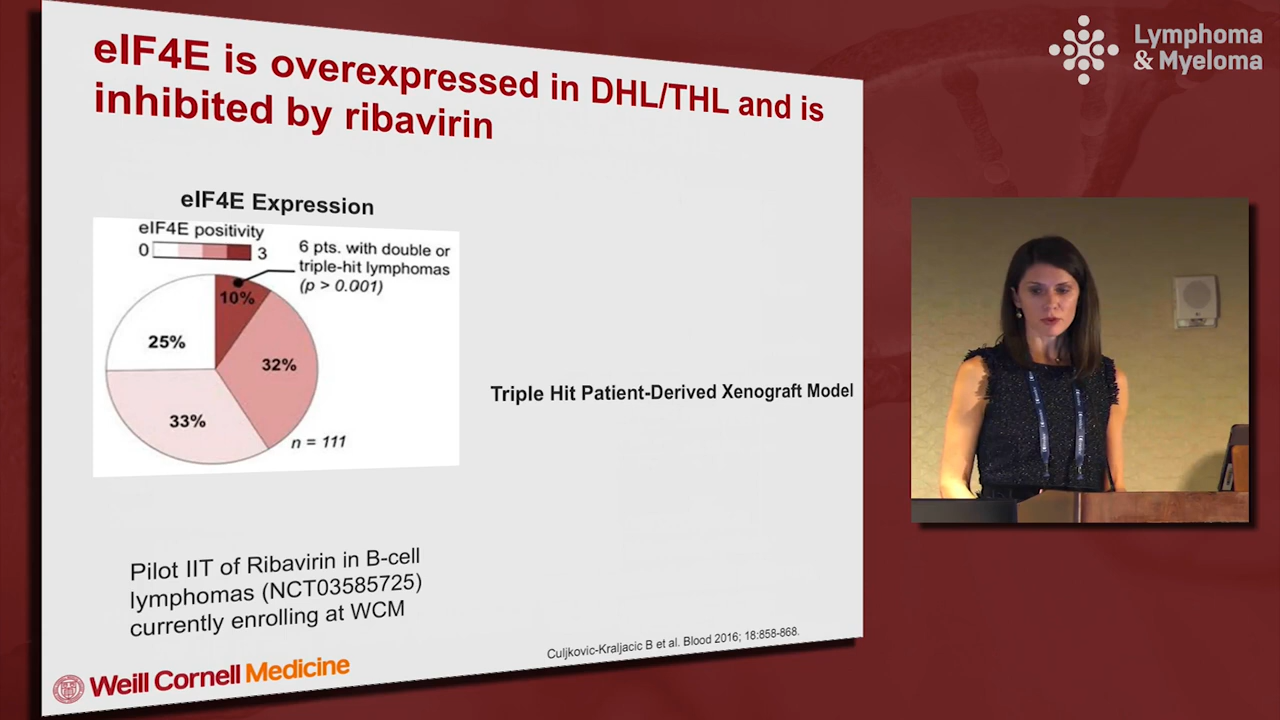 eIF4E is overexpressed in DHL/THL and is
inhibited by ribavirin
eIF4E Expression
eIF4E positivity
0 3
6 pts. with double or
triple-hit lymphomas
(p > 0.001)
10%
25%
32%
33%
n = 111
Triple Hit Patient-Derived Xenograft Model
Pilot IIT of Ribavirin in B-cell
lymphomas (NCT03585725)
currently enrolling at WCM
Culjkovic-Kraljacic B et al. Blood 2016; 18:858-868.
Weill Cornell Medicine
Lymphoma
& Myeloma